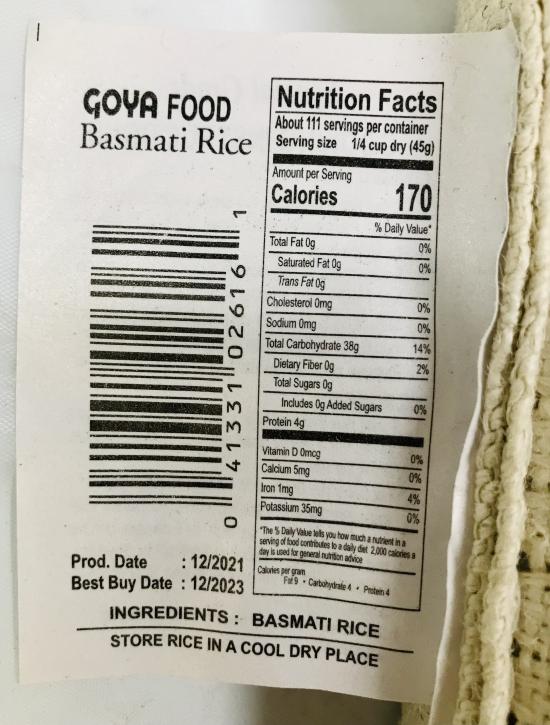 GOYA FOOD
Basmati Rice
0 41331 02616 1
Prod. Date : 12/2021
Best Buy Date : 12/2023
Nutrition Facts
About 111 servings per container
Serving size 1/4 cup dry (45g)
Amount per Serving
Calories 170
% Daily Value*
Total Fat 0g 0%
Saturated Fat 0g 0%
Trans Fat 0g
Cholesterol 0mg 0%
Sodium 0mg 0%
Total Carbohydrate 38g 14%
Dietary Fiber 0g 2%
Total Sugars 0g
Includes 0g Added Sugars 0%
Protein 4g
Vitamin D 0mcg 0%
Calcium 5mg 0%
Iron 1mg 4%
Potassium 35mg 0%
*The % Daily Value tells you how much a nutrient in a
serving of food contributes to a daily diet 2,000 calories a
day is used for general nutrition advice
Calories per gram
Fat 9 • Carbohydrate 4 • Protein 4
INGREDIENTS : BASMATI RICE
STORE RICE IN A COOL DRY PLACE